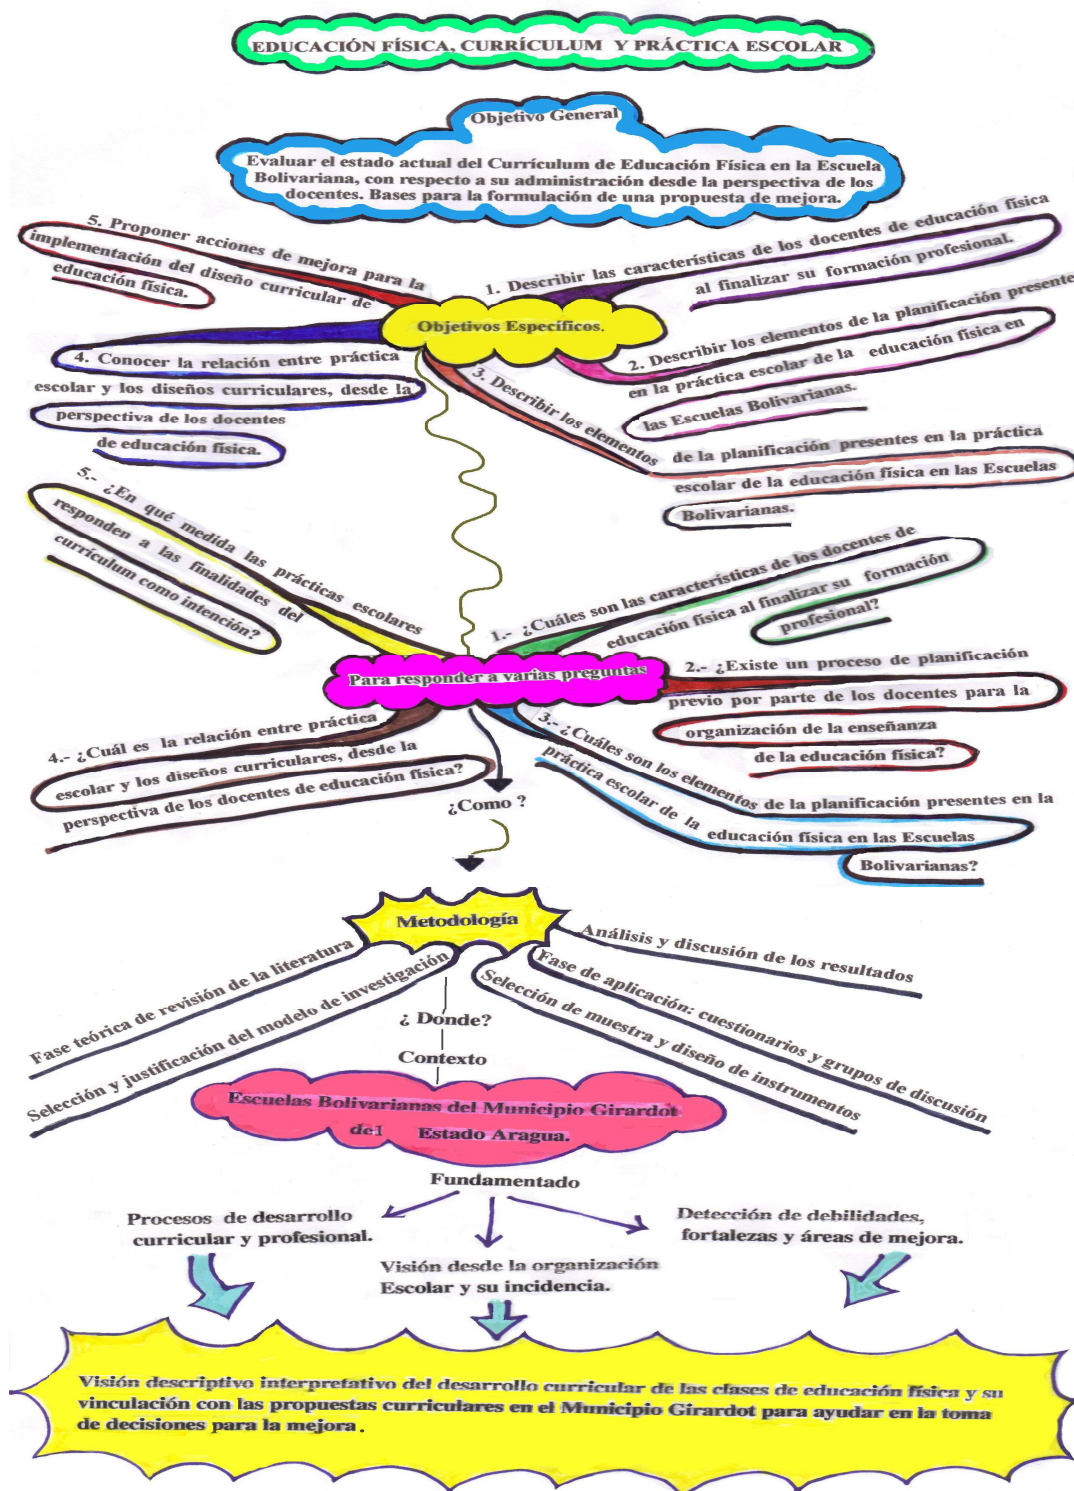 EDUCACIÓN FÍSICA, CURRÍCULUM Y PRÁCTICA ESCOLAR
Objetivo General
Evaluar el estado actual del Currículum de Educación Física en la Escuela
Bolivariana, con respecto a su administración desde la perspectiva de los
docentes. Bases para la formulación de una propuesta de mejora.
Objetivos Específicos.
1. Describir las características de los docentes de educación física
al finalizar su formación profesional.
2. Describir los elementos de la planificación presente
en la práctica escolar de la educación física en
las Escuelas Bolivarianas.
3. Describir los elementos
de la planificación presentes en la práctica
escolar de la educación física en las Escuelas
Bolivarianas.
4. Conocer la relación entre práctica
escolar y los diseños curriculares, desde la
perspectiva de los docentes
de educación física.
5. Proponer acciones de mejora para la
implementación del diseño curricular de
educación física.
Para responder a varias preguntas
1.- ¿Cuáles son las características de los docentes de
educación física al finalizar su formación
profesional?
2.- ¿Existe un proceso de planificación
previo por parte de los docentes para la
organización de la enseñanza
de la educación física?
3.- ¿Cuáles son los elementos de la planificación presentes en la
práctica escolar de la educación física en las Escuelas
Bolivarianas?
4.- ¿Cuál es la relación entre práctica
escolar y los diseños curriculares, desde la
perspectiva de los docentes de educación física?
5.- ¿En qué medida las prácticas escolares
responden a las finalidades del
currículum como intención?
¿Como ?
Metodología
Fase teórica de revisión de la literatura
Selección y justificación del modelo de investigación
Selección de muestra y diseño de instrumentos
Fase de aplicación: cuestionarios y grupos de discusión
Análisis y discusión de los resultados
¿ Donde?
Contexto
Escuelas Bolivarianas del Municipio Girardot
del Estado Aragua.
Fundamentado
Procesos de desarrollo
curricular y profesional.
Visión desde la organización
Escolar y su incidencia.
Detección de debilidades,
fortalezas y áreas de mejora.
Visión descriptivo interpretativo del desarrollo curricular de las clases de educación física y su
vinculación con las propuestas curriculares en el Municipio Girardot para ayudar en la toma
de decisiones para la mejora .